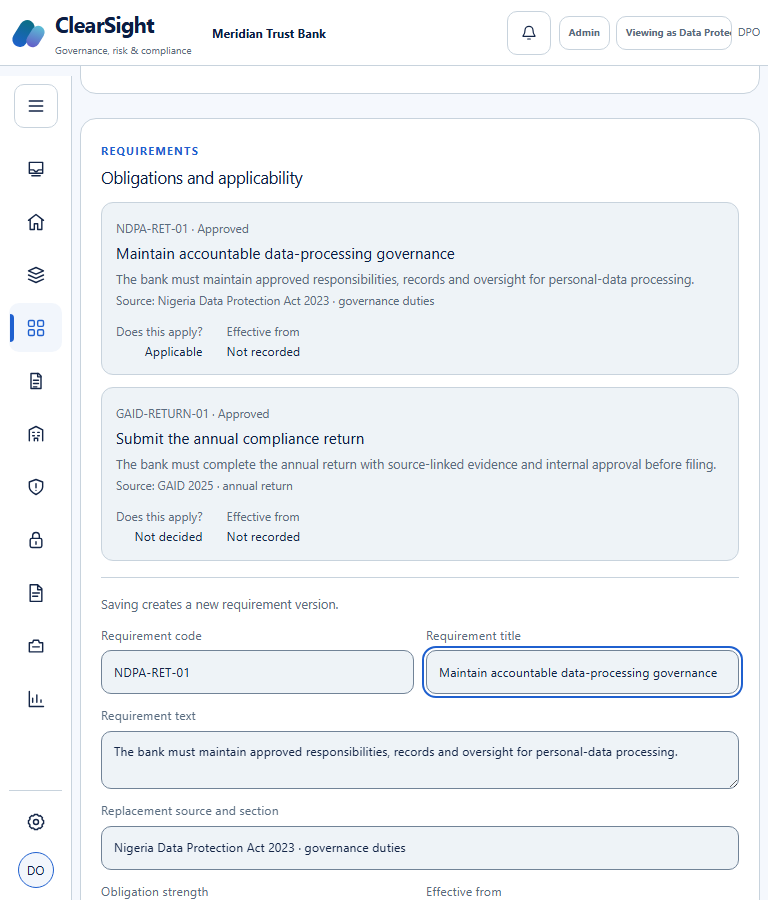 ClearSight
Governance, risk & compliance
Meridian Trust Bank
Admin
Viewing as Data Prote
DPO
REQUIREMENTS
Obligations and applicability
NDPA-RET-01 · Approved
Maintain accountable data-processing governance
The bank must maintain approved responsibilities, records and oversight for personal-data processing.
Source: Nigeria Data Protection Act 2023 · governance duties
Does this apply? Effective from
Applicable Not recorded
GAID-RETURN-01 · Approved
Submit the annual compliance return
The bank must complete the annual return with source-linked evidence and internal approval before filing.
Source: GAID 2025 · annual return
Does this apply? Effective from
Not decided Not recorded
Saving creates a new requirement version.
Requirement code Requirement title
NDPA-RET-01 Maintain accountable data-processing governance
Requirement text
The bank must maintain approved responsibilities, records and oversight for personal-data processing.
Replacement source and section
Nigeria Data Protection Act 2023 · governance duties
Obligation strength Effective from
DO